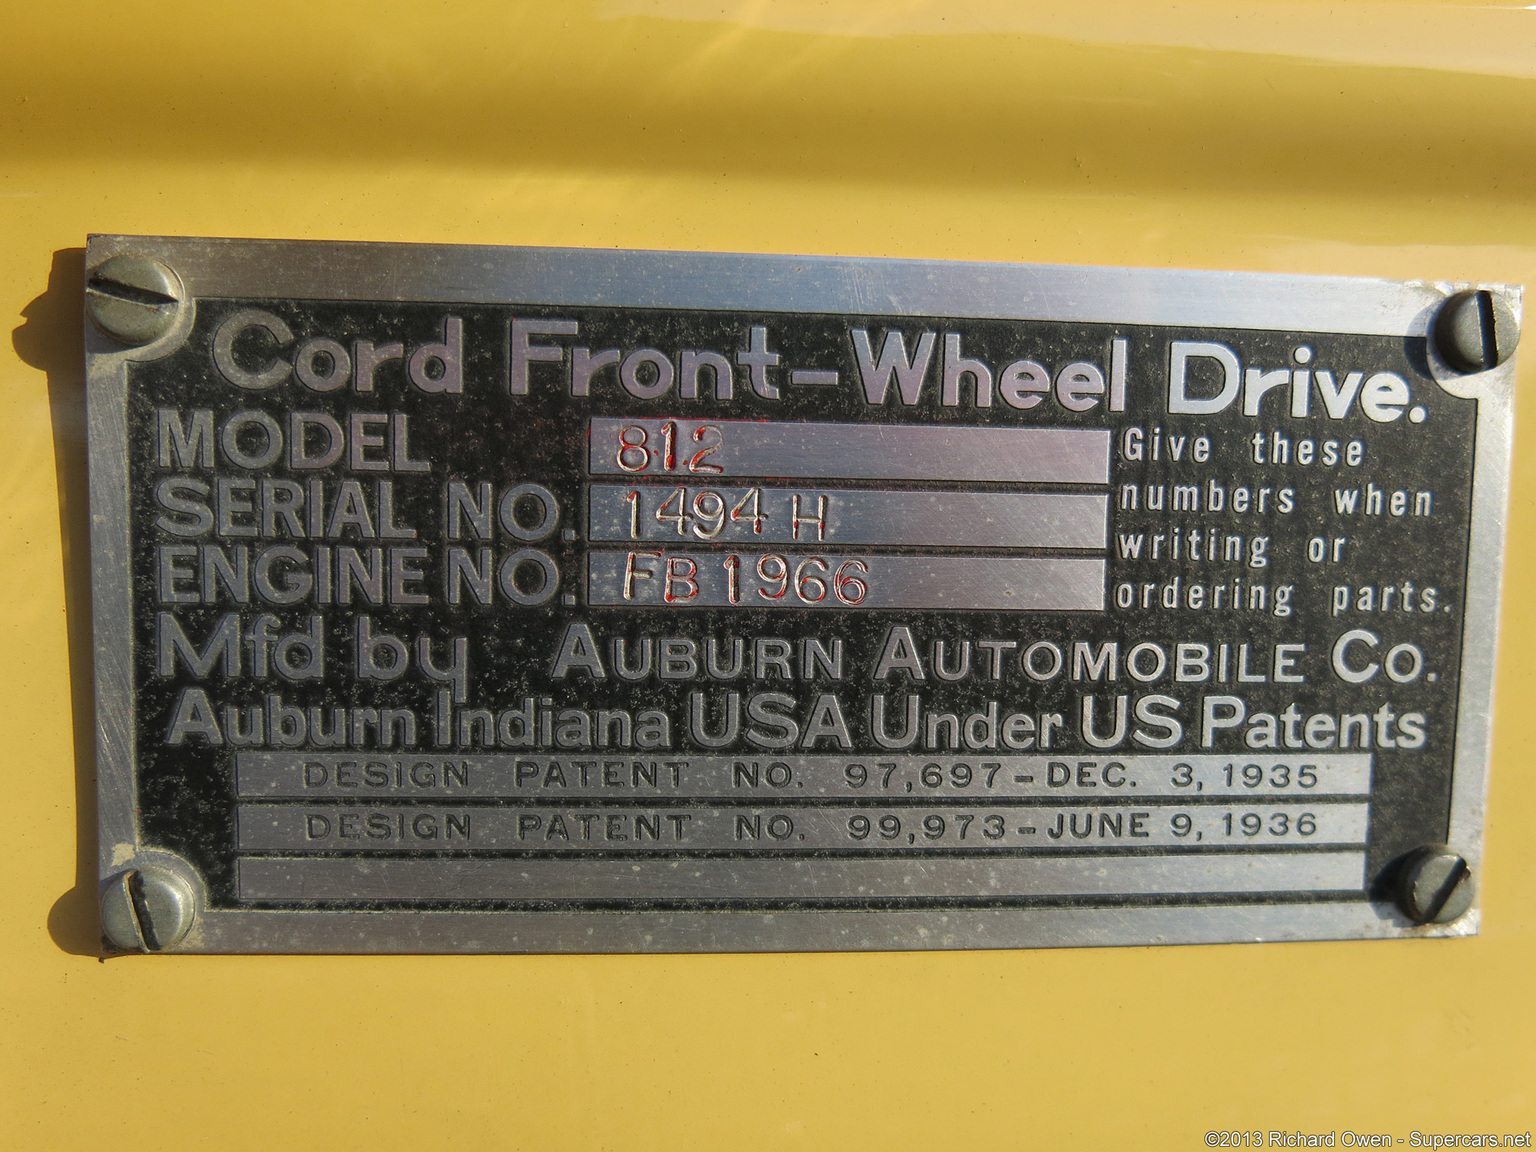 Cord Front-Wheel Drive.
MODEL 812
SERIAL NO. 1494 H
ENGINE NO. FB 1966
Give these
numbers when
writing or
ordering parts.
Mfd by AUBURN AUTOMOBILE CO.
Auburn Indiana USA Under US Patents
DESIGN PATENT NO. 97,697-DEC. 3, 1935
DESIGN PATENT NO. 99,973-JUNE 9, 1936
©2013 Richard Owen - Supercars.net